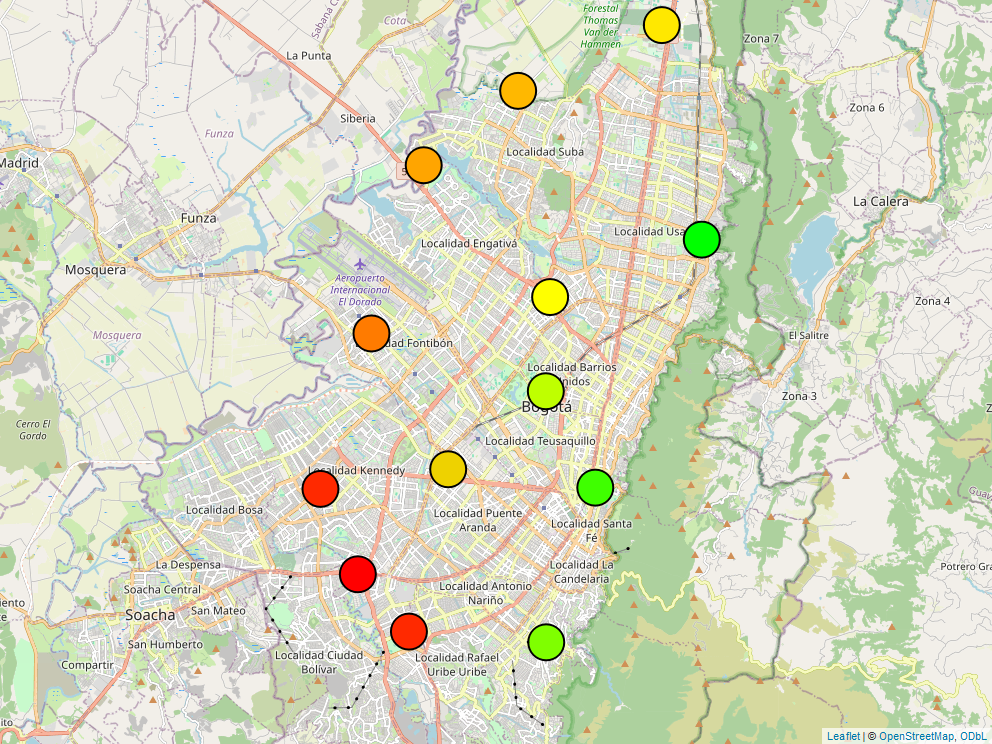 Sabana C
Cota
Forestal
Thomas
Van der
Hammen
Zona 7
La Punta
Zona 6
Siberia
Funza
Localidad Suba
Madrid
La Calera
Funza
Localidad Usa
Localidad Engativá
Mosquera
Aeropuerto
Internacional
El Dorado
Zona 4
Mosquera
El Salitre
dad Fontibón
Localidad Barrios
nidos
Zona 3
Bogotá
Cerro El
Gordo
Localidad Teusaquillo
Localidad Kennedy
Localidad Bosa
Localidad Puente
Aranda
Localidad Santa
Fé
La Despensa
Localidad La
Candelaria
Potrero Gra
Soacha Central
Localidad Antonio
Nariño
San Mateo
Soacha
San Humberto
Localidad Ciudad
Bolívar
Localidad Rafael
Uribe Uribe
Compartir
Leaflet | © OpenStreetMap, ODbL